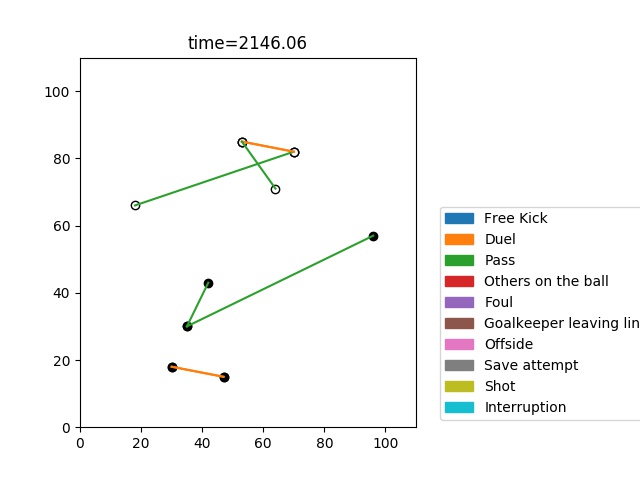 time=2146.06
100
80
60
40
20
0
0 20 40 60 80 100
Free Kick
Duel
Pass
Others on the ball
Foul
Goalkeeper leaving lin
Offside
Save attempt
Shot
Interruption